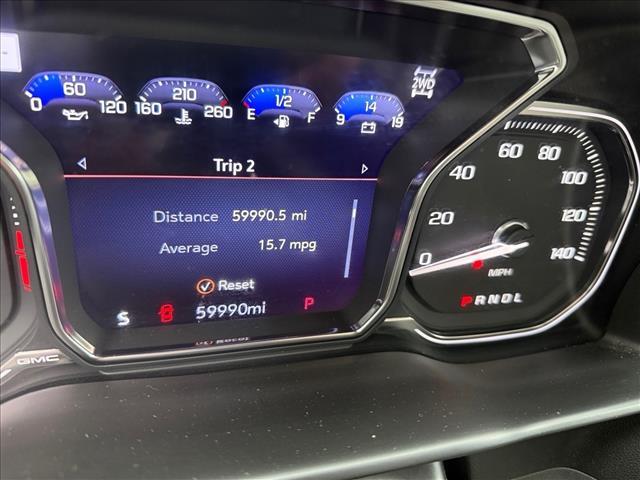 2WD
0 60 120
160 210 260
E 1/2 F
9 14 19
Trip 2
Distance 59990.5 mi
Average 15.7 mpg
Reset
S 59990mi P
0 20 40 60 80 100 120 140
MPH
PRNDL
GMC